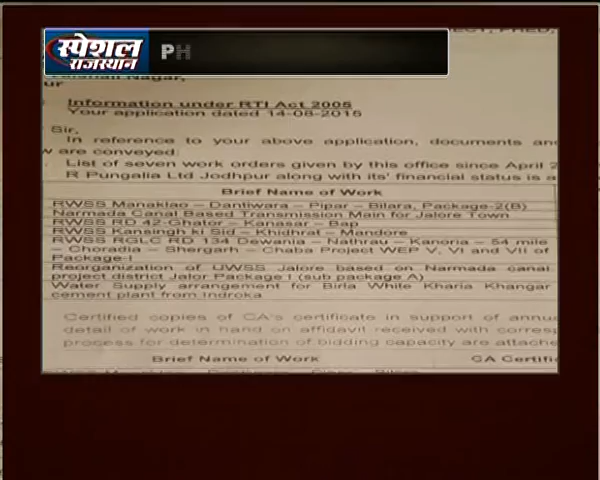 स्पेशल
राजस्थान
Information under RTI Act 2005
Your application dated 14-08-2015
Sir,
In reference to your above application, documents and
w are conveyed:
List of seven work orders given by this office since April 2
R Pungalia Ltd Jodhpur along with its' financial status is a
Brief Name of Work
RWSS Manaklao – Dantiwara – Pipar – Bilara, Package-2(B)
Narmada Canal Based Transmission Main for Jalore Town
RWSS RD 42-Ghator – Kanasar – Bap
RWSS Kansingh ki Sid – Khidhrat – Mandore
RWSS RGLC RD 134 Dewania – Nathrau – Kanoria – 54 mile
– Choradia – Shergarh – Chaba Project WEP V, VI and VII of
Package-I
Reorganization of UWSS Jalore based on Narmada canal
project district Jalor Package I (sub package A)
Water Supply arrangement for Birla White Kharia Khangar
cement plant from Indroka
Certified copies of CA's certificate in support of annu
detail of work in hand on affidavit received with corres
process for determination of bidding capacity are attache
Brief Name of Work CA Certific